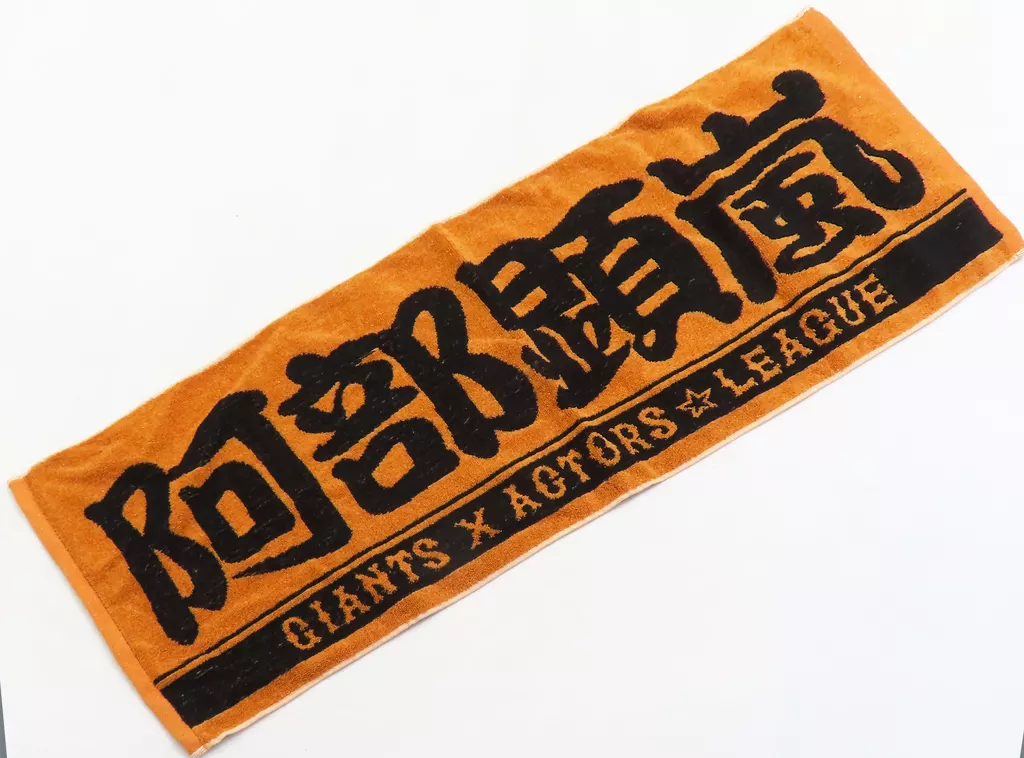 阿部顕嵐
GIANTS X ACTORS☆LEAGUE